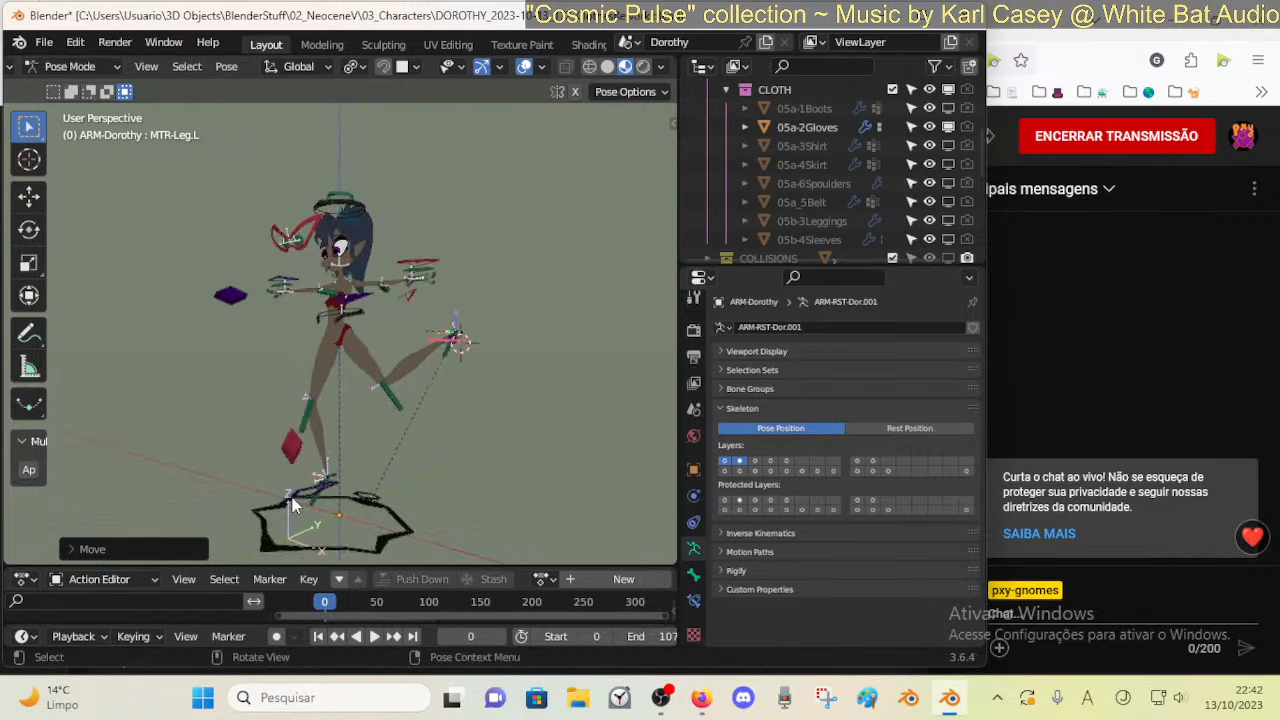 "Cosmic Pulse" collection ~ Music by Karl Casey @ White Bat Audio
Blender* [C:\Users\Usuario\3D Objects\BlenderStuff\02_NeoceneV\03_Characters\DOROTHY_2023-10-13
File Edit Render Window Help
Layout Modeling Sculpting UV Editing Texture Paint Shading
Dorothy
ViewLayer
Pose Mode View Select Pose
Global
Pose Options
User Perspective
(0) ARM-Dorothy : MTR-Leg.L
Mul
Ap
Z
Y
X
Move
CLOTH
05a-1Boots
05a-2Gloves
05a-3Shirt
05a-4Skirt
05a-6Spoulders
05a_5Belt
05b-3Leggings
05b-4Sleeves
COLLISIONS
ARM-Dorothy ARM-RST-Dor.001
ARM-RST-Dor.001
Viewport Display
Selection Sets
Bone Groups
Skeleton
Pose Position Rest Position
Layers:
Protected Layers:
Inverse Kinematics
Motion Paths
Rigify
Custom Properties
Action Editor View Select Marker Key Push Down Stash New
0 50 100 150 200 250 300
Playback Keying View Marker 0 Start 0 End 107
Select Rotate View Pose Context Menu 3.6.4
G
ENCERRAR TRANSMISSÃO
ipais mensagens
Curta o chat ao vivo! Não se esqueça de
proteger sua privacidade e seguir nossas
diretrizes da comunidade.
SAIBA MAIS
pxy-gnomes
Chat...
0/200
Ativar o Windows
Acesse Configurações para ativar o Windows.
14°C
Limpo
Pesquisar
22:42
13/10/2023